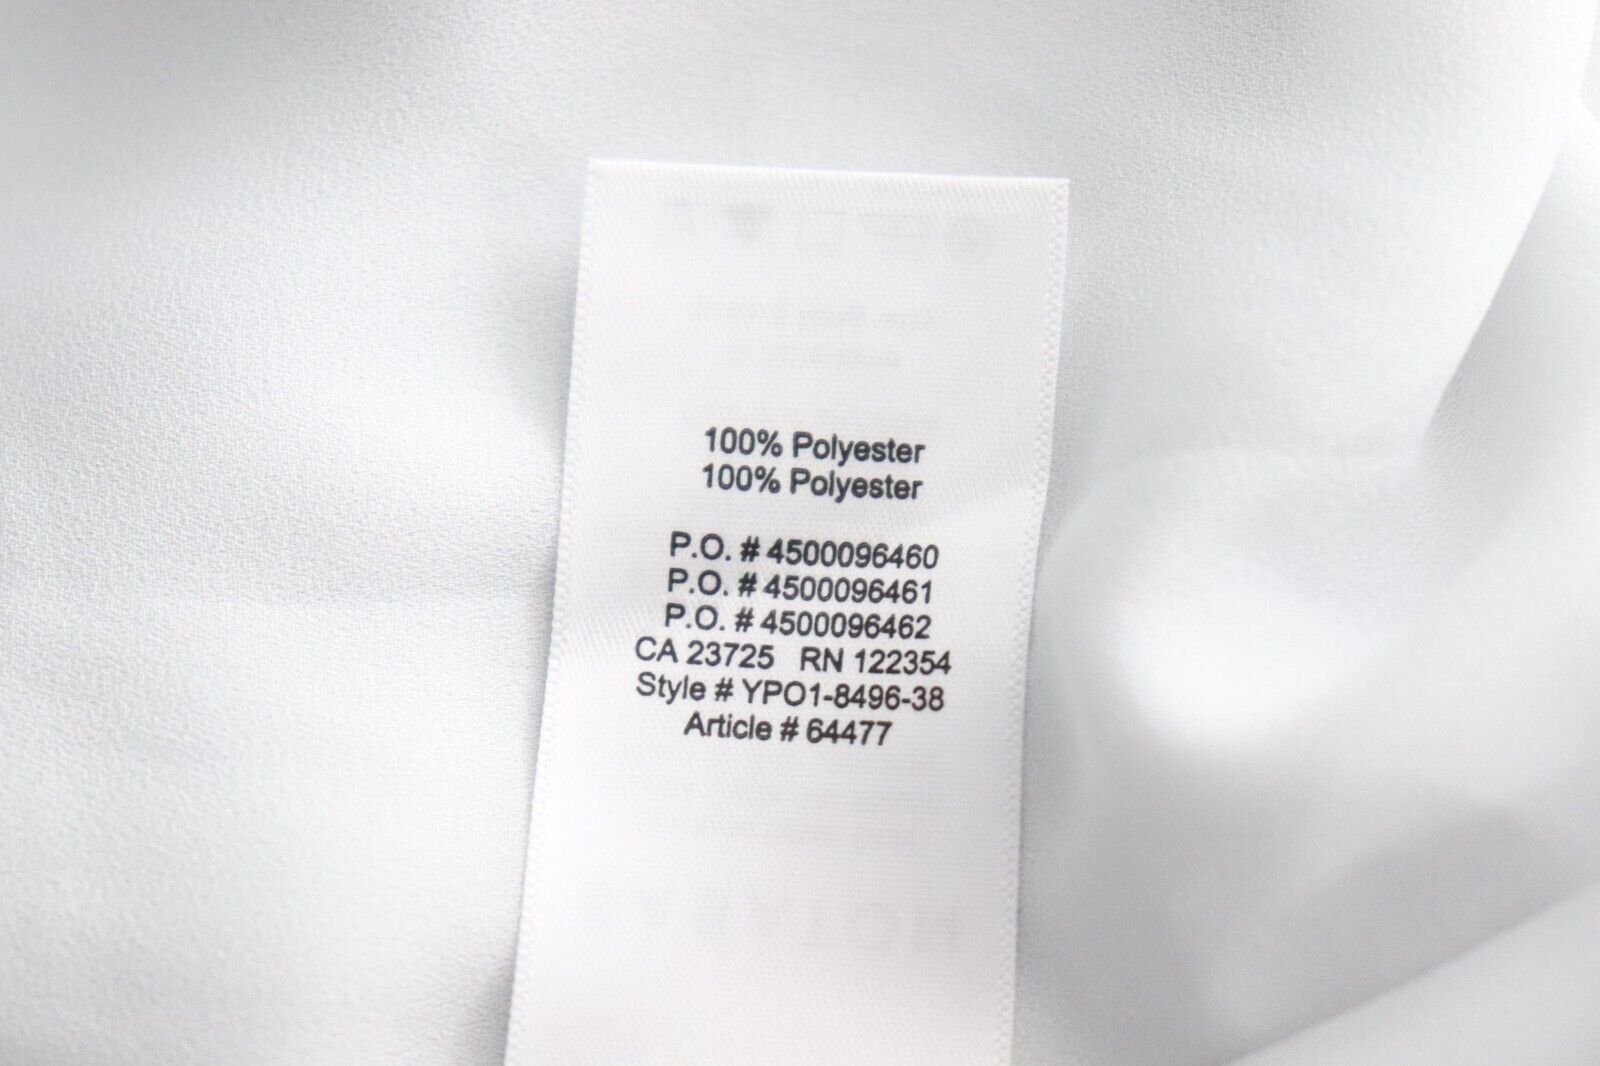 100% Polyester
100% Polyester
P.O. # 4500096460
P.O. # 4500096461
P.O. # 4500096462
CA 23725 RN 122354
Style # YPO1-8496-38
Article # 64477